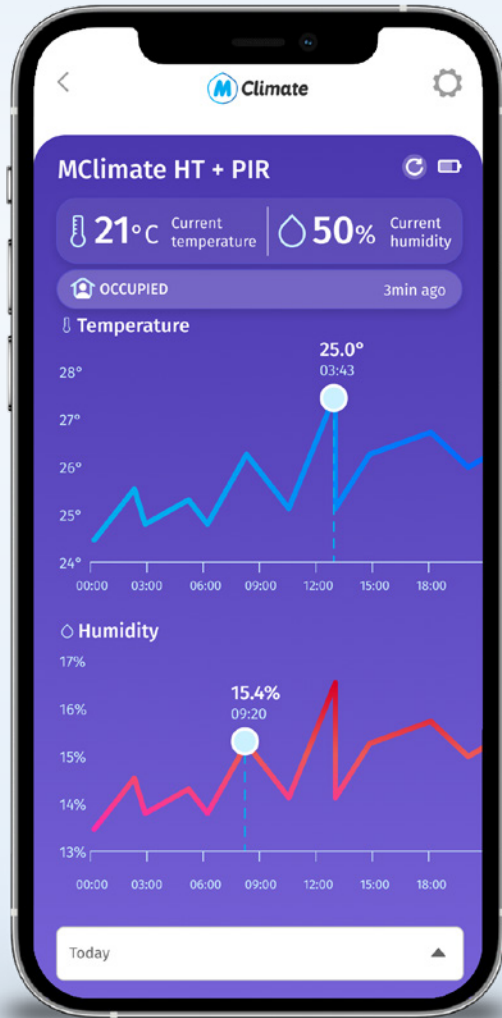 M Climate
MClimate HT + PIR
21°C Current temperature
50% Current humidity
OCCUPIED 3min ago
Temperature
25.0°
03:43
28°
27°
26°
25°
24°
00:00 03:00 06:00 09:00 12:00 15:00 18:00
Humidity
17%
16%
15.4%
09:20
15%
14%
13%
00:00 03:00 06:00 09:00 12:00 15:00 18:00
Today